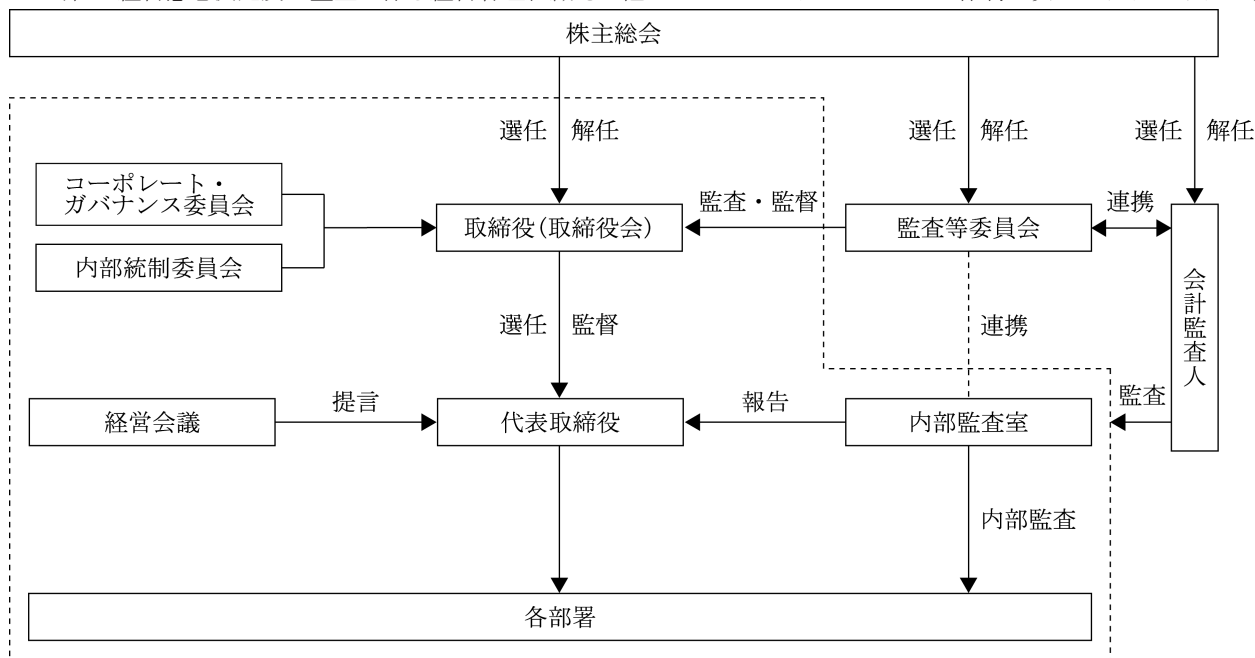 株主総会
選任 解任
選任 解任
選任 解任
コーポレート・
ガバナンス委員会
取締役(取締役会)
監査・監督
監査等委員会
連携
内部統制委員会
会計監査人
選任 監督
連携
経営会議
提言
代表取締役
報告
内部監査室
監査
内部監査
各部署